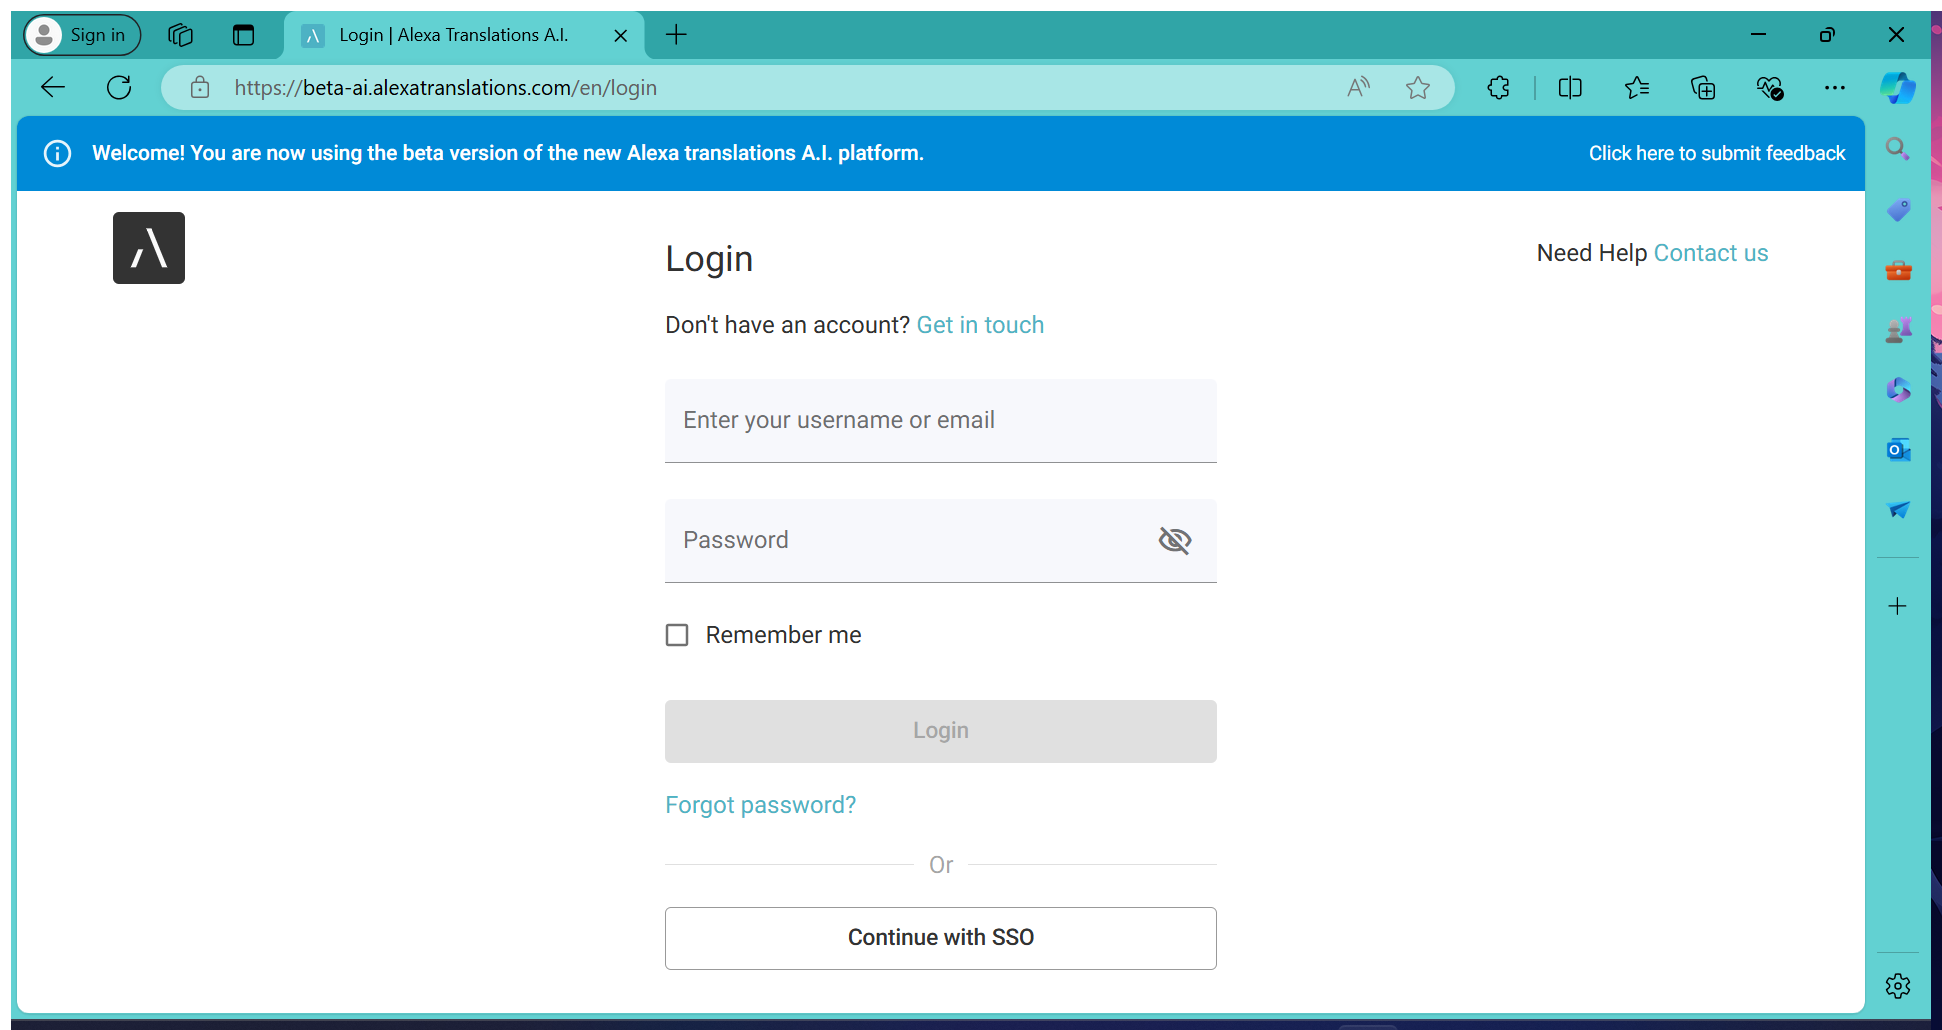 Sign in
Login | Alexa Translations A.I.
https://beta-ai.alexatranslations.com/en/login
Welcome! You are now using the beta version of the new Alexa translations A.I. platform.
Click here to submit feedback
Login
Need Help Contact us
Don't have an account? Get in touch
Enter your username or email
Password
Remember me
Login
Forgot password?
Or
Continue with SSO